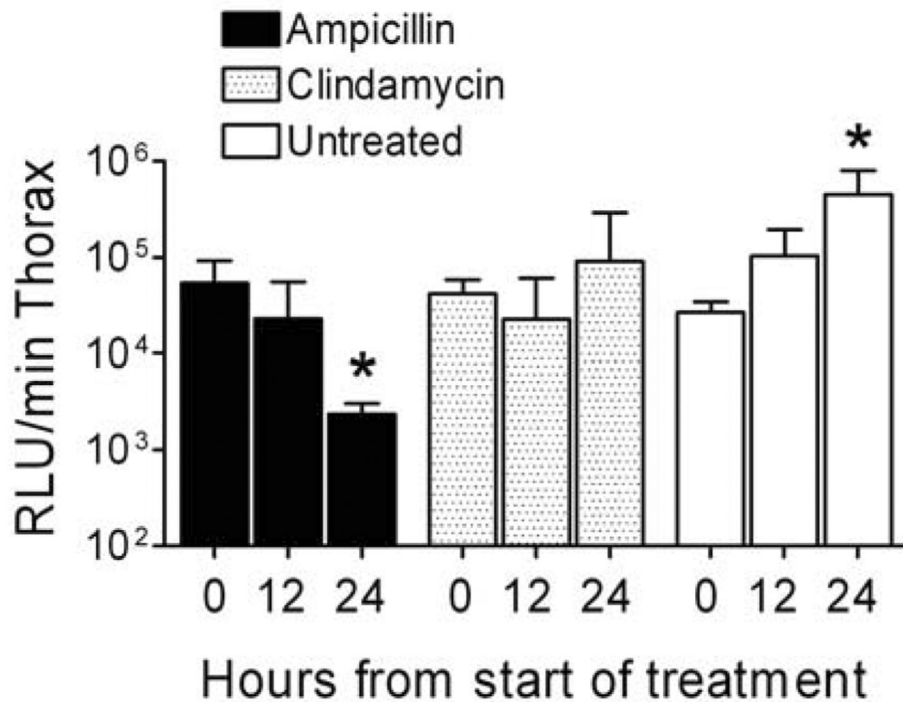 Ampicillin
Clindamycin
Untreated
RLU/min Thorax
10⁶
10⁵
10⁴
10³
10²
*
*
0 12 24 0 12 24 0 12 24
Hours from start of treatment